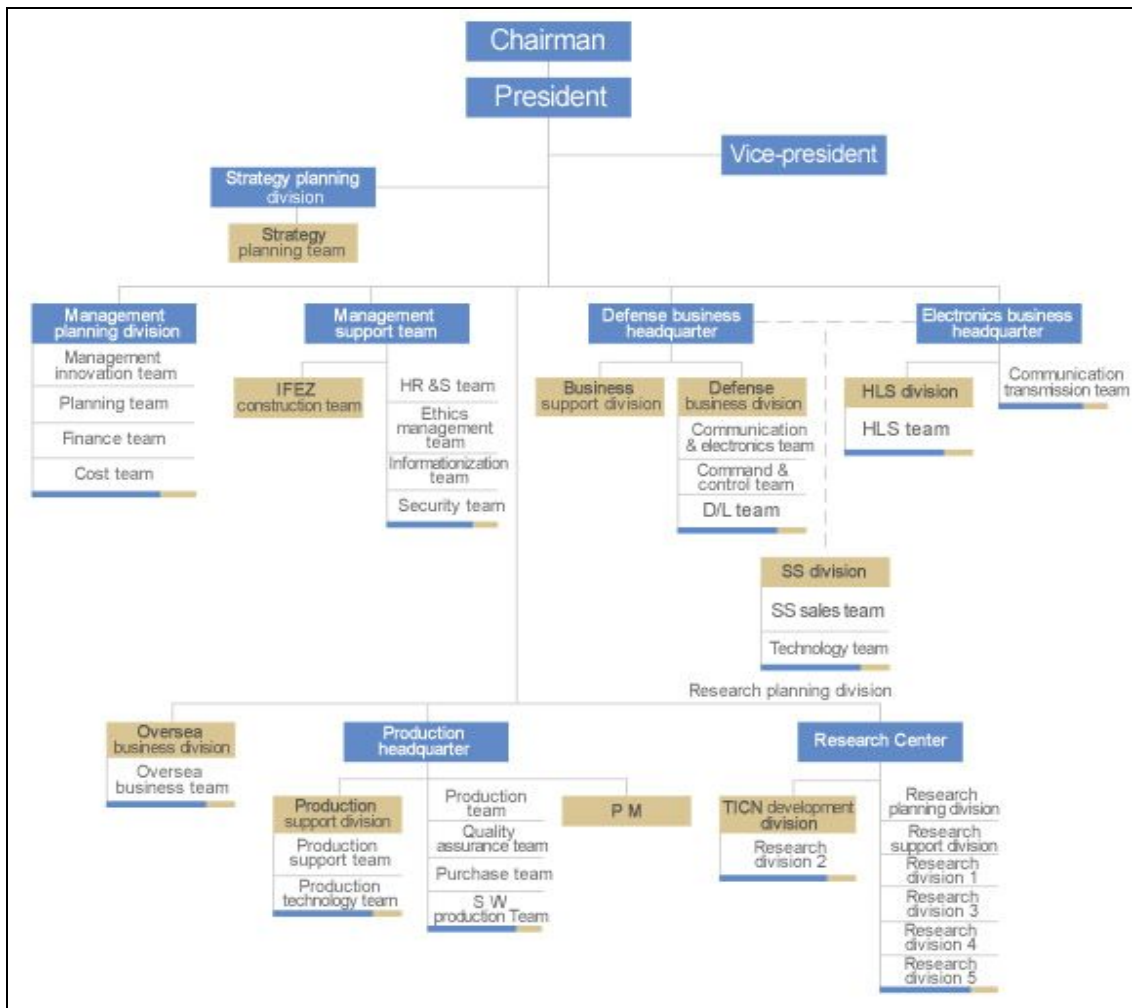 Chairman
President
Vice-president
Strategy planning
division
Strategy
planning team
Management
planning division
Management
innovation team
Planning team
Finance team
Cost team
Management
support team
IFEZ
construction team
HR &S team
Ethics
management
team
Informationization
team
Security team
Defense business
headquarter
Business
support division
Defense
business division
Communication
& electronics team
Command &
control team
D/L team
Electronics business
headquarter
HLS division
HLS team
Communication
transmission team
SS division
SS sales team
Technology team
Research planning division
Oversea
business division
Oversea
business team
Production
headquarter
Production
support division
Production
support team
Production
technology team
Production
team
Quality
assurance team
Purchase team
S W
production Team
P M
Research Center
TICN development
division
Research
division 2
Research
planning division
Research
support division
Research
division 1
Research
division 3
Research
division 4
Research
division 5